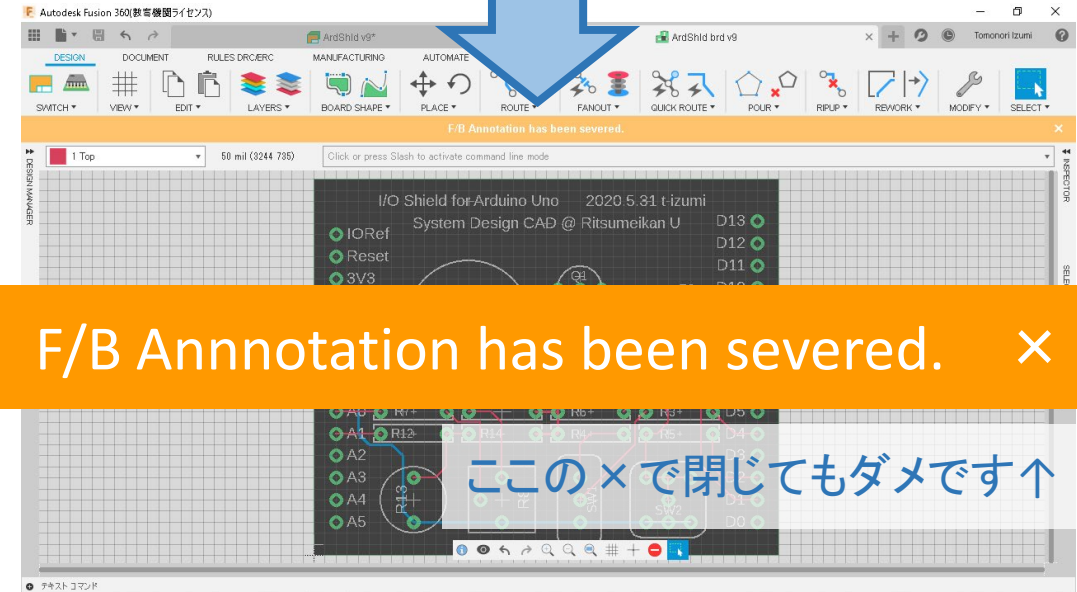 Autodesk Fusion 360(教育機関ライセンス)
ArdShld v9*
ArdShld brd v9
Tomonori Izumi
DESIGN DOCUMENT RULES DRC/ERC MANUFACTURING AUTOMATE
SWITCH VIEW EDIT LAYERS BOARD SHAPE PLACE ROUTE FANOUT QUICK ROUTE POUR RIPUP REWORK MODIFY SELECT
F/B Annotation has been severed. ×
1 Top 50 mil (3244 735) Click or press Slash to activate command line mode
DESIGN MANAGER
INSPECTOR
I/O Shield for Arduino Uno 2020.5.31 t-izumi
System Design CAD @ Ritsumeikan U D13
IORef
D12
Reset
D11
3V3
Q1
F/B Annnotation has been severed. ×
A0 R7+ R6+ R3+ D5
A1 R12 R14 R4 R5+ D4
A2
ここの×で閉じてもダメです↑
A3
A4 R13
SW2
A5 D0
テキストコマンド